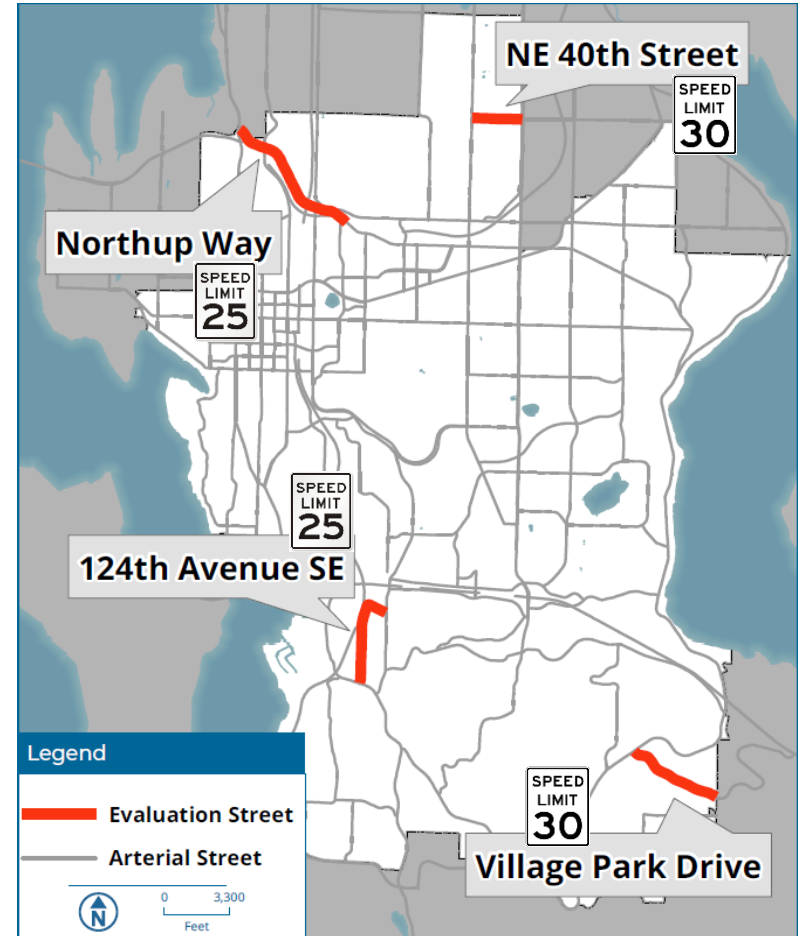 NE 40th Street
SPEED
LIMIT
30
Northup Way
SPEED
LIMIT
25
SPEED
LIMIT
25
124th Avenue SE
Legend
Evaluation Street
Arterial Street
N
0 3,300
Feet
SPEED
LIMIT
30
Village Park Drive